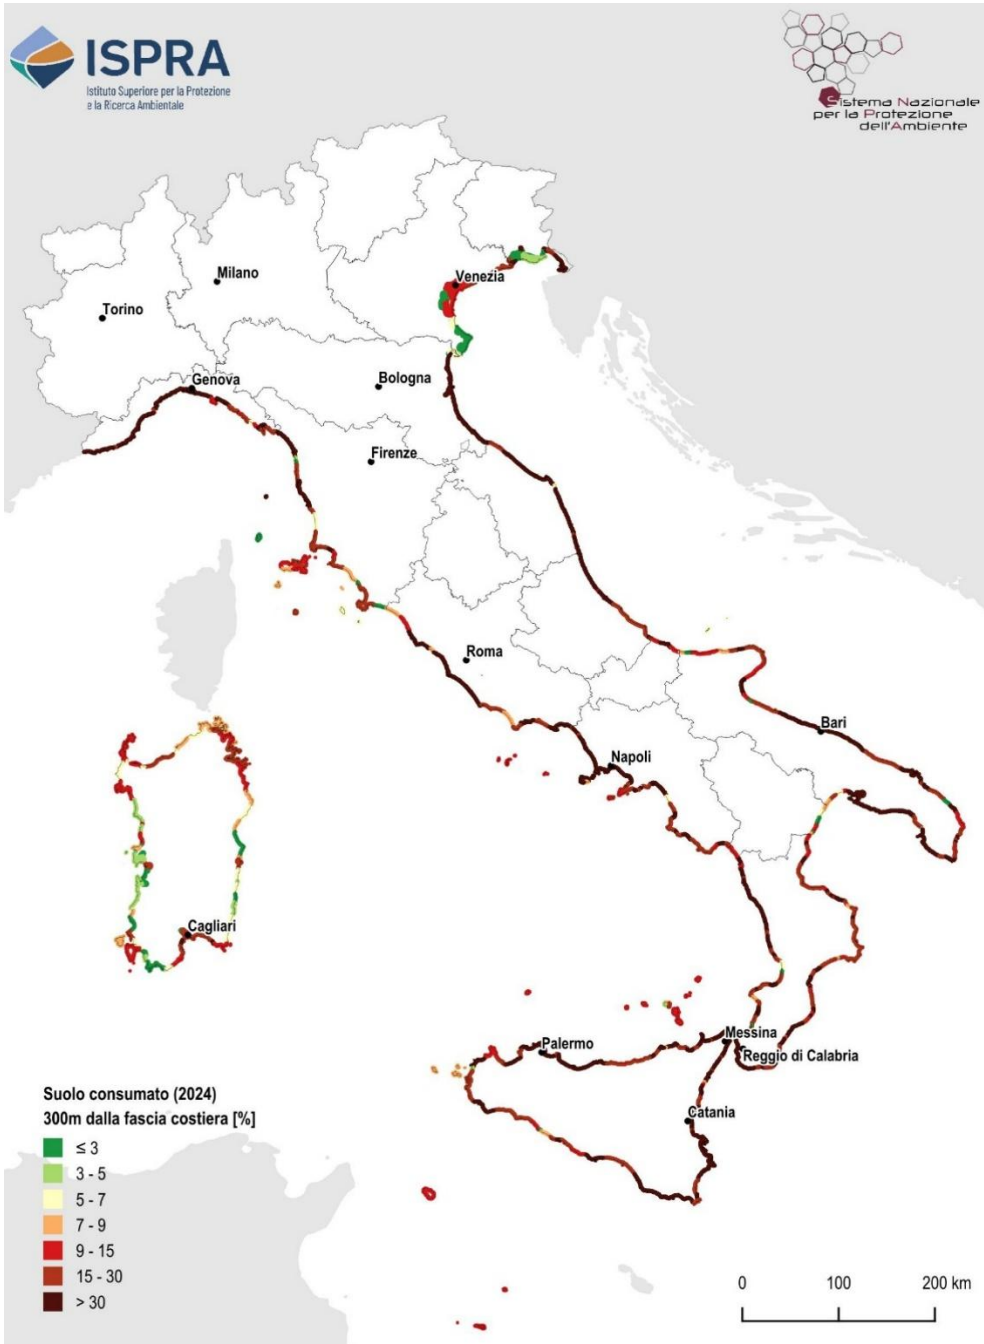 ISPRA
Istituto Superiore per la Protezione
e la Ricerca Ambientale
Sistema Nazionale
per la Protezione
dell'Ambiente
Milano
Venezia
Torino
Genova
Bologna
Firenze
Roma
Bari
Napoli
Cagliari
Messina
Palermo
Reggio di Calabria
Catania
Suolo consumato (2024)
300m dalla fascia costiera [%]
≤ 3
3 - 5
5 - 7
7 - 9
9 - 15
15 - 30
> 30
0 100 200 km